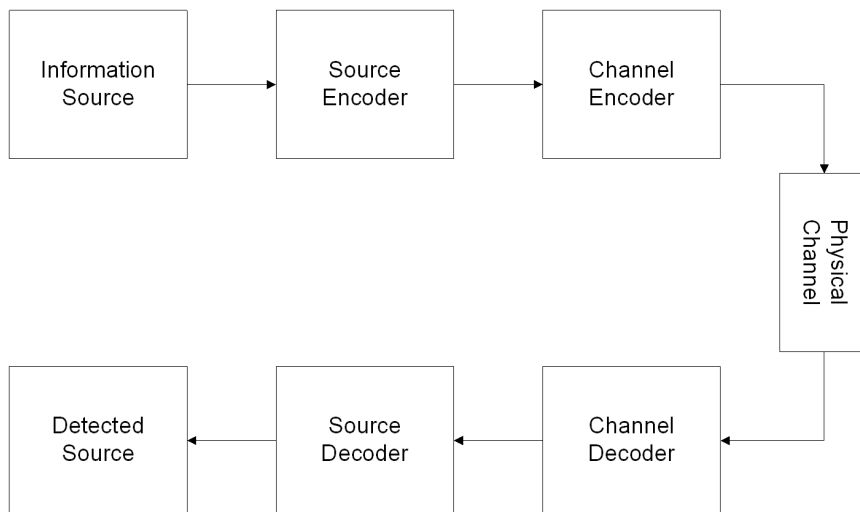 Information
Source
Source
Encoder
Channel
Encoder
Physical
Channel
Channel
Decoder
Source
Decoder
Detected
Source